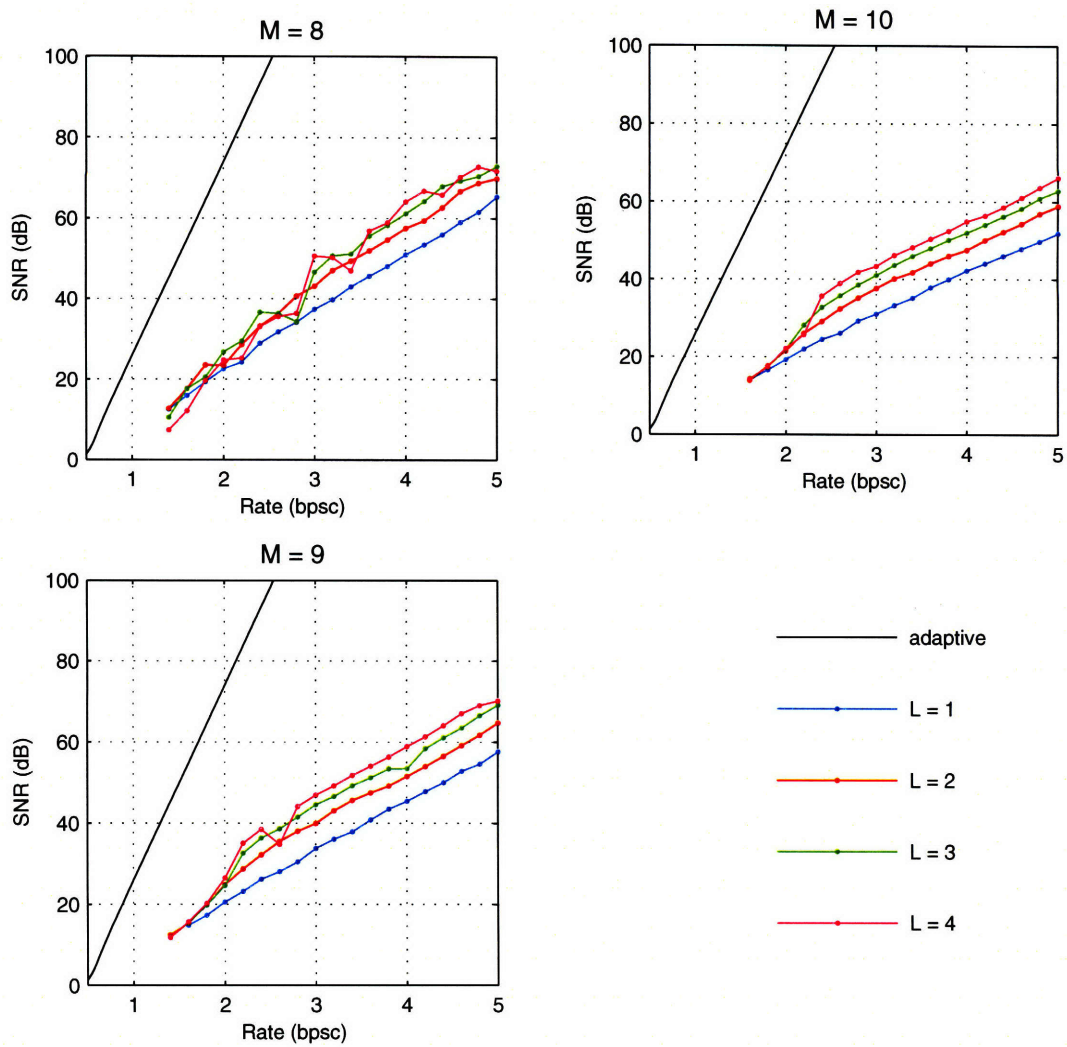 M = 8
100
80
60
40
20
0
SNR (dB)
1
2
3
4
5
Rate (bpsc)
M = 10
100
80
60
40
20
0
SNR (dB)
1
2
3
4
5
Rate (bpsc)
M = 9
100
80
60
40
20
0
SNR (dB)
1
2
3
4
5
Rate (bpsc)
adaptive
L = 1
L = 2
L = 3
L = 4